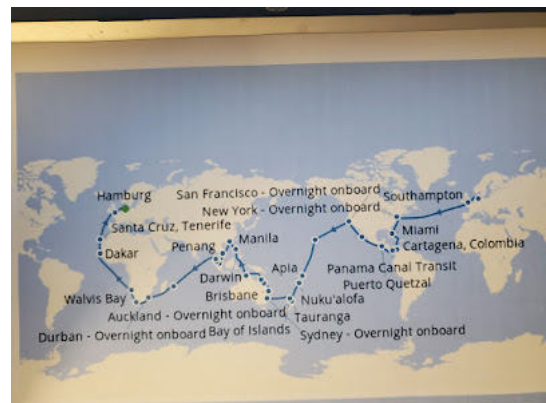 Hamburg
San Francisco - Overnight onboard
Southampton
New York - Overnight onboard
Santa Cruz, Tenerife
Miami
Penang
Manila
Cartagena, Colombia
Dakar
Apia
Panama Canal Transit
Darwin
Puerto Quetzal
Walvis Bay
Brisbane
Nuku'alofa
Auckland - Overnight onboard
Tauranga
Durban - Overnight onboard
Bay of Islands
Sydney - Overnight onboard